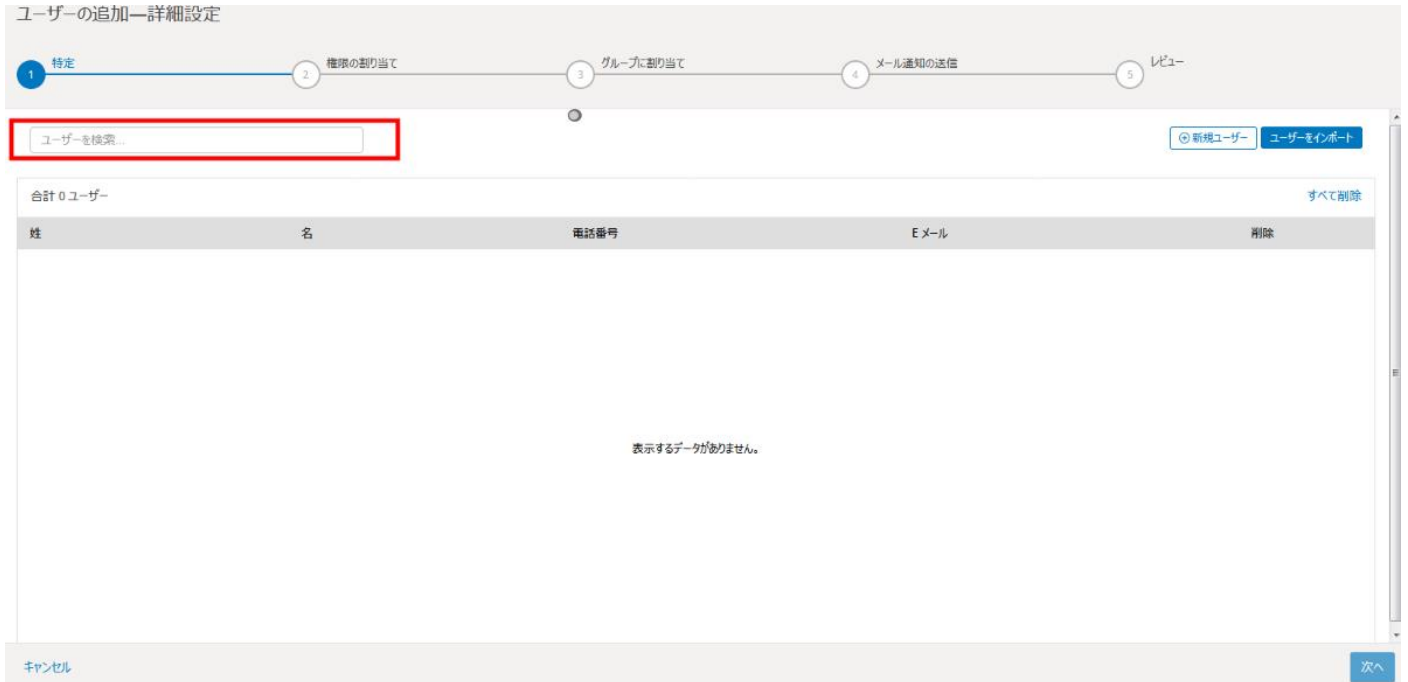 ユーザーの追加―詳細設定
1 特定
2 権限の割り当て
3 グループに割り当て
4 メール通知の送信
5 レビュー
ユーザーを検索...
新規ユーザー ユーザーをインポート
合計 0 ユーザー すべて削除
姓 名 電話番号 E メール 削除
表示するデータがありません。
キャンセル 次へ